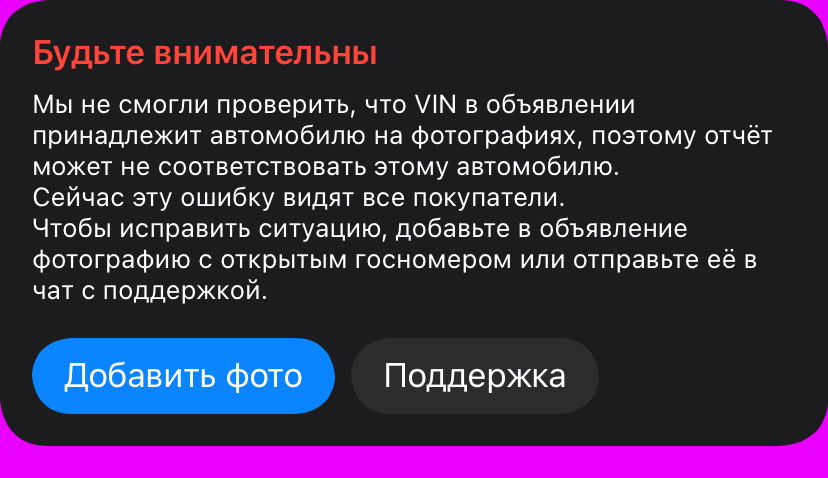 Будьте внимательны
Мы не смогли проверить, что VIN в объявлении
принадлежит автомобилю на фотографиях, поэтому отчёт
может не соответствовать этому автомобилю.
Сейчас эту ошибку видят все покупатели.
Чтобы исправить ситуацию, добавьте в объявление
фотографию с открытым госномером или отправьте её в
чат с поддержкой.
Добавить фото
Поддержка